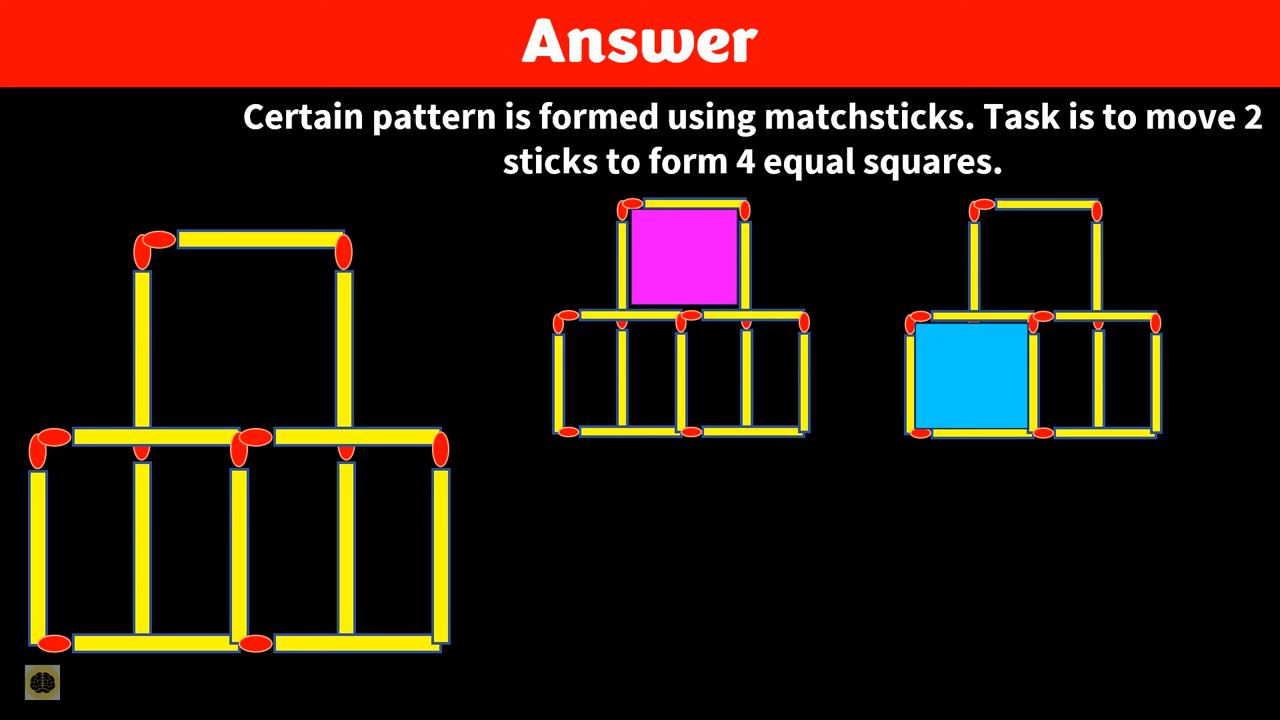 Answer
Certain pattern is formed using matchsticks. Task is to move 2
sticks to form 4 equal squares.